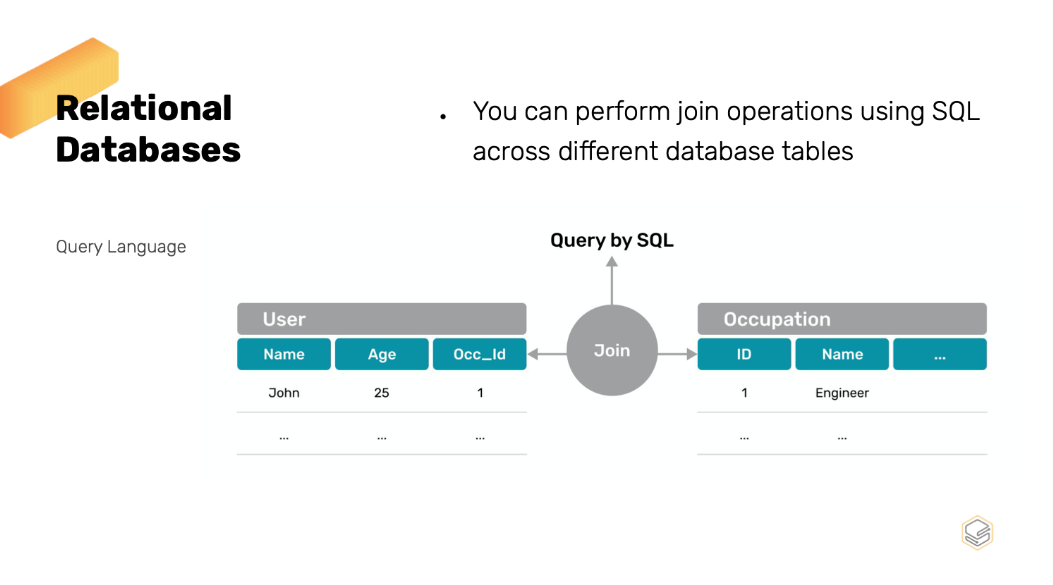 Relational
Databases
• You can perform join operations using SQL
across different database tables
Query Language
Query by SQL
User
Name Age Occ_Id
John 25 1
... ... ...
Join
Occupation
ID Name ...
1 Engineer
... ...